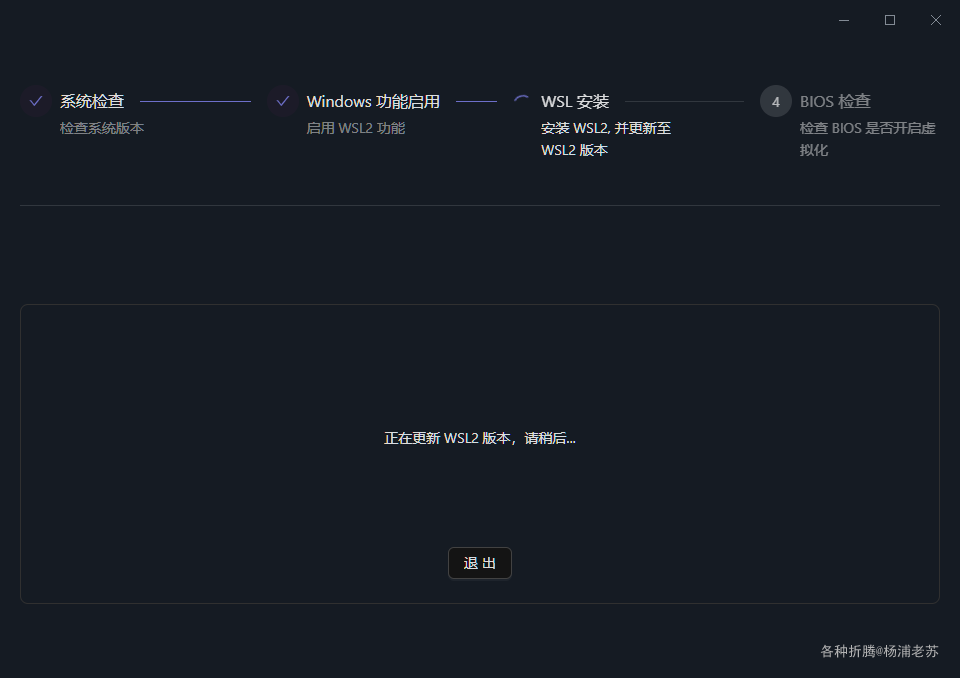 系统检查
检查系统版本
Windows 功能启用
启用 WSL2 功能
WSL 安装
安装 WSL2, 并更新至
WSL2 版本
4
BIOS 检查
检查 BIOS 是否开启虚
拟化
正在更新 WSL2 版本，请稍后...
退 出
各种折腾@杨浦老苏